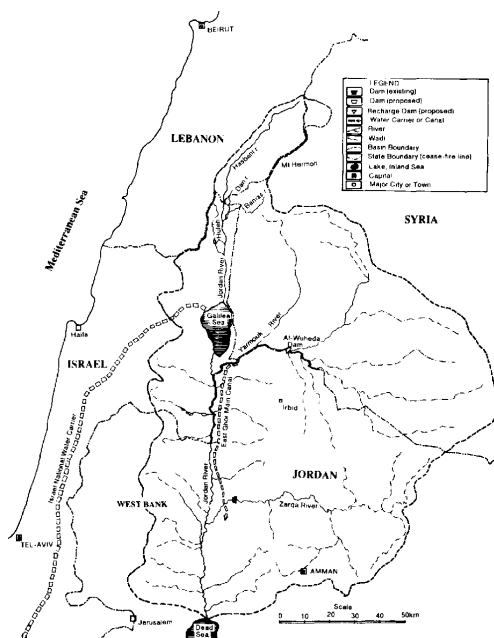 BEIRUT
LEGEND
Dam (existing)
Dam (proposed)
Recharge Dam (proposed)
Water Carrier or Canal
River
Wadi
Basin Boundary
State Boundary (cease-fire line)
Lake, Inland Sea
Capital
Major City or Town
LEBANON
Hasbani r
Mt Hermon
Dan r
Banias r
SYRIA
Mediterranean Sea
Huleh
Jordan River
Galilee
Sea
Haifa
Yarmouk River
Al-Wuheda
Dam
ISRAEL
Israel National Water Carrier
East Ghor Main Canal
Irbid
JORDAN
Jordan River
WEST BANK
Zarqa River
TEL-AVIV
AMMAN
Jerusalem
Dead
Sea
Scale
0 10 20 30 40 50km